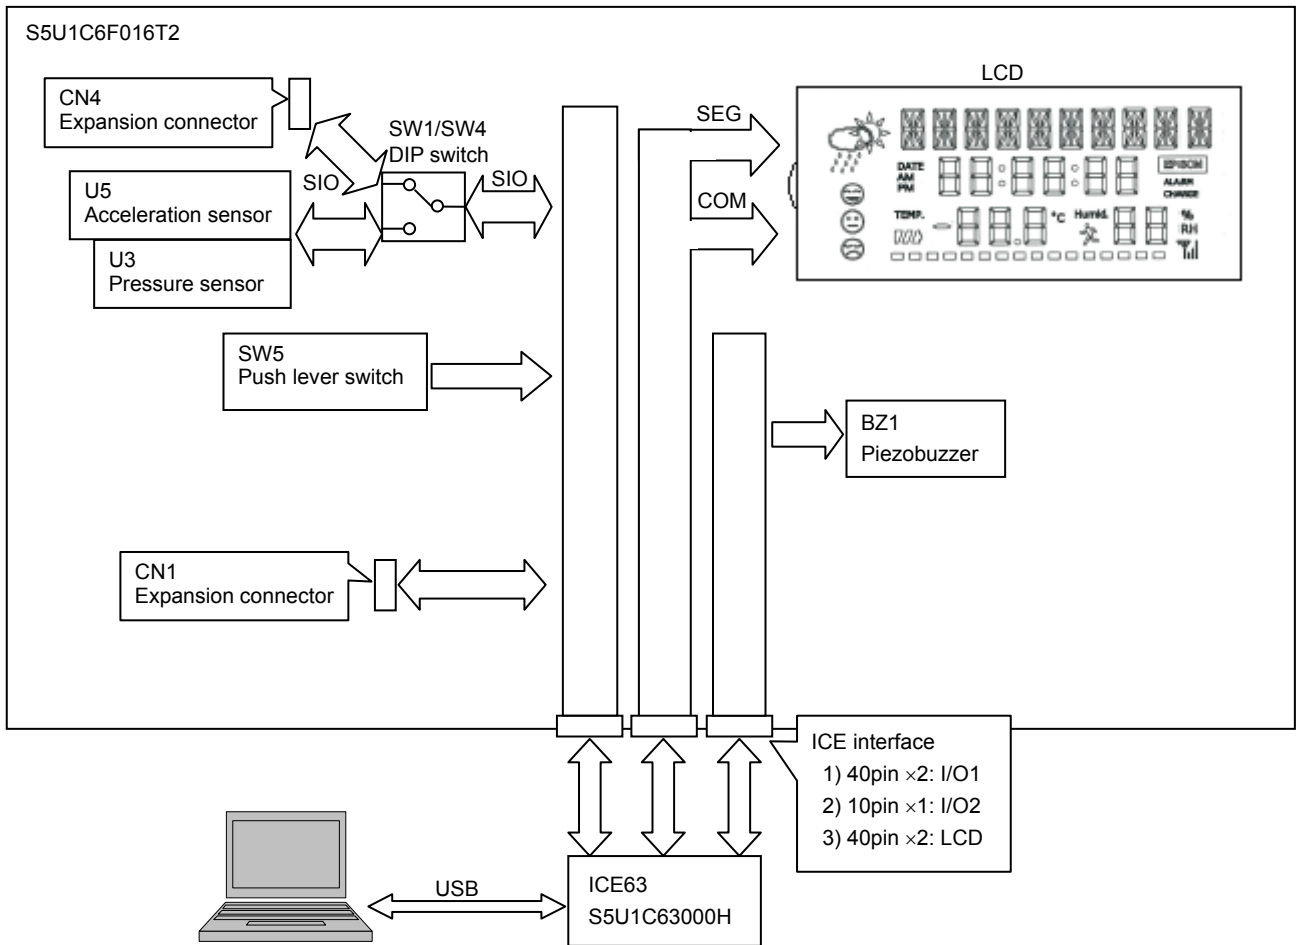 S5U1C6F016T2
CN4
Expansion connector
SW1/SW4
DIP switch
SIO
SIO
U5
Acceleration sensor
U3
Pressure sensor
SW5
Push lever switch
CN1
Expansion connector
LCD
SEG
COM
DATE
AM
PM
EPSON
ALARM
CHANGE
TEMP.
°C
Humid.
%
RH
BZ1
Piezobuzzer
ICE interface
1) 40pin ×2: I/O1
2) 10pin ×1: I/O2
3) 40pin ×2: LCD
USB
ICE63
S5U1C63000H